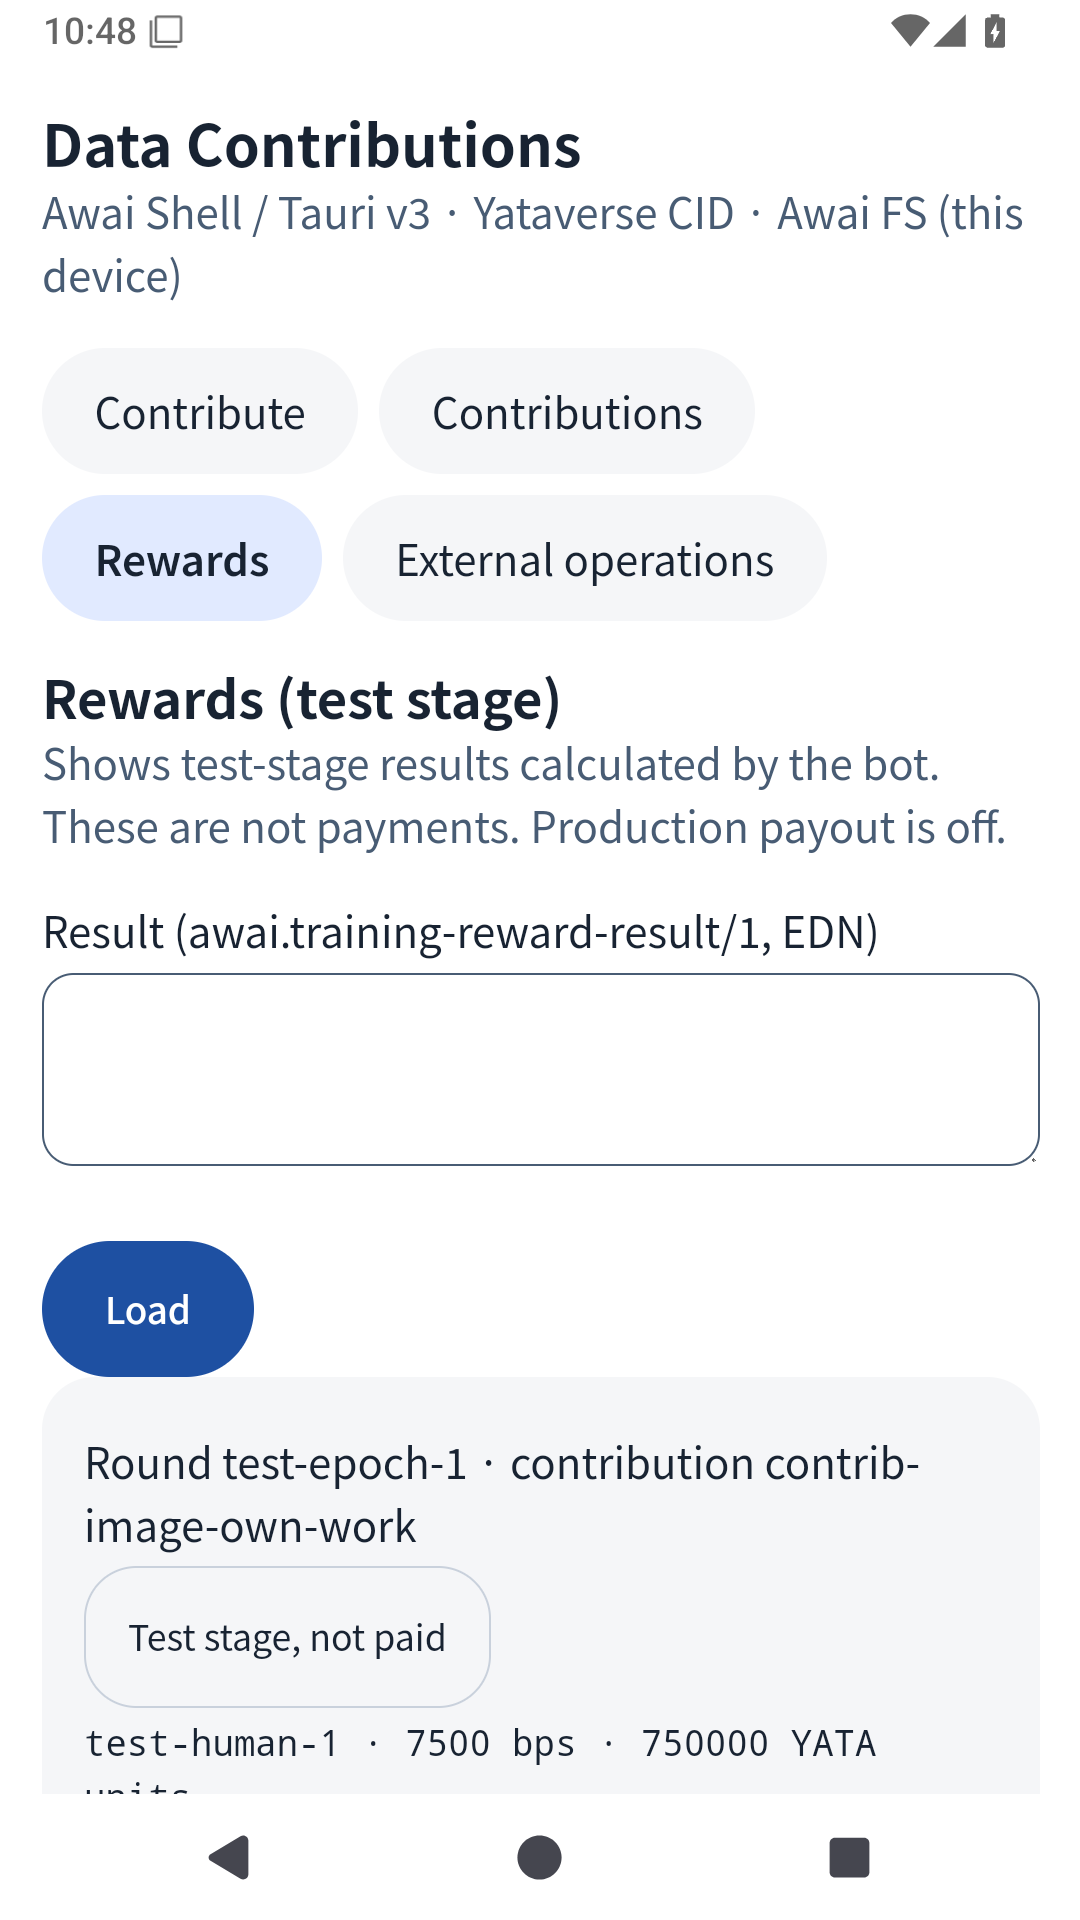 10:48
Data Contributions
Awai Shell / Tauri v3 · Yataverse CID · Awai FS (this
device)
Contribute
Contributions
Rewards
External operations
Rewards (test stage)
Shows test-stage results calculated by the bot.
These are not payments. Production payout is off.
Result (awai.training-reward-result/1, EDN)
Load
Round test-epoch-1 · contribution contrib-
image-own-work
Test stage, not paid
test-human-1 · 7500 bps · 750000 YATA
units